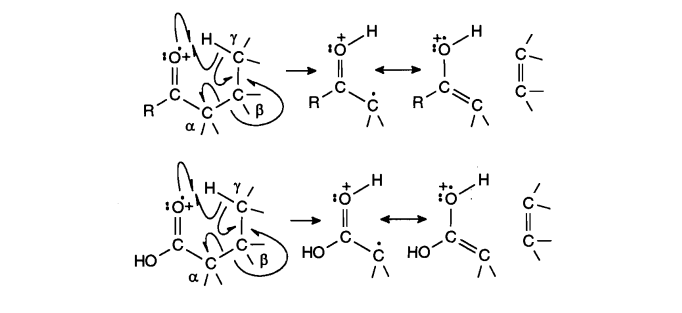 H γ H H
:O+ C + +•
:O :O
C C β C C C
R C R C R C C
α
H γ H H
:O+ C + +•
:O :O
C C β C C C
HO C HO C HO C C
α